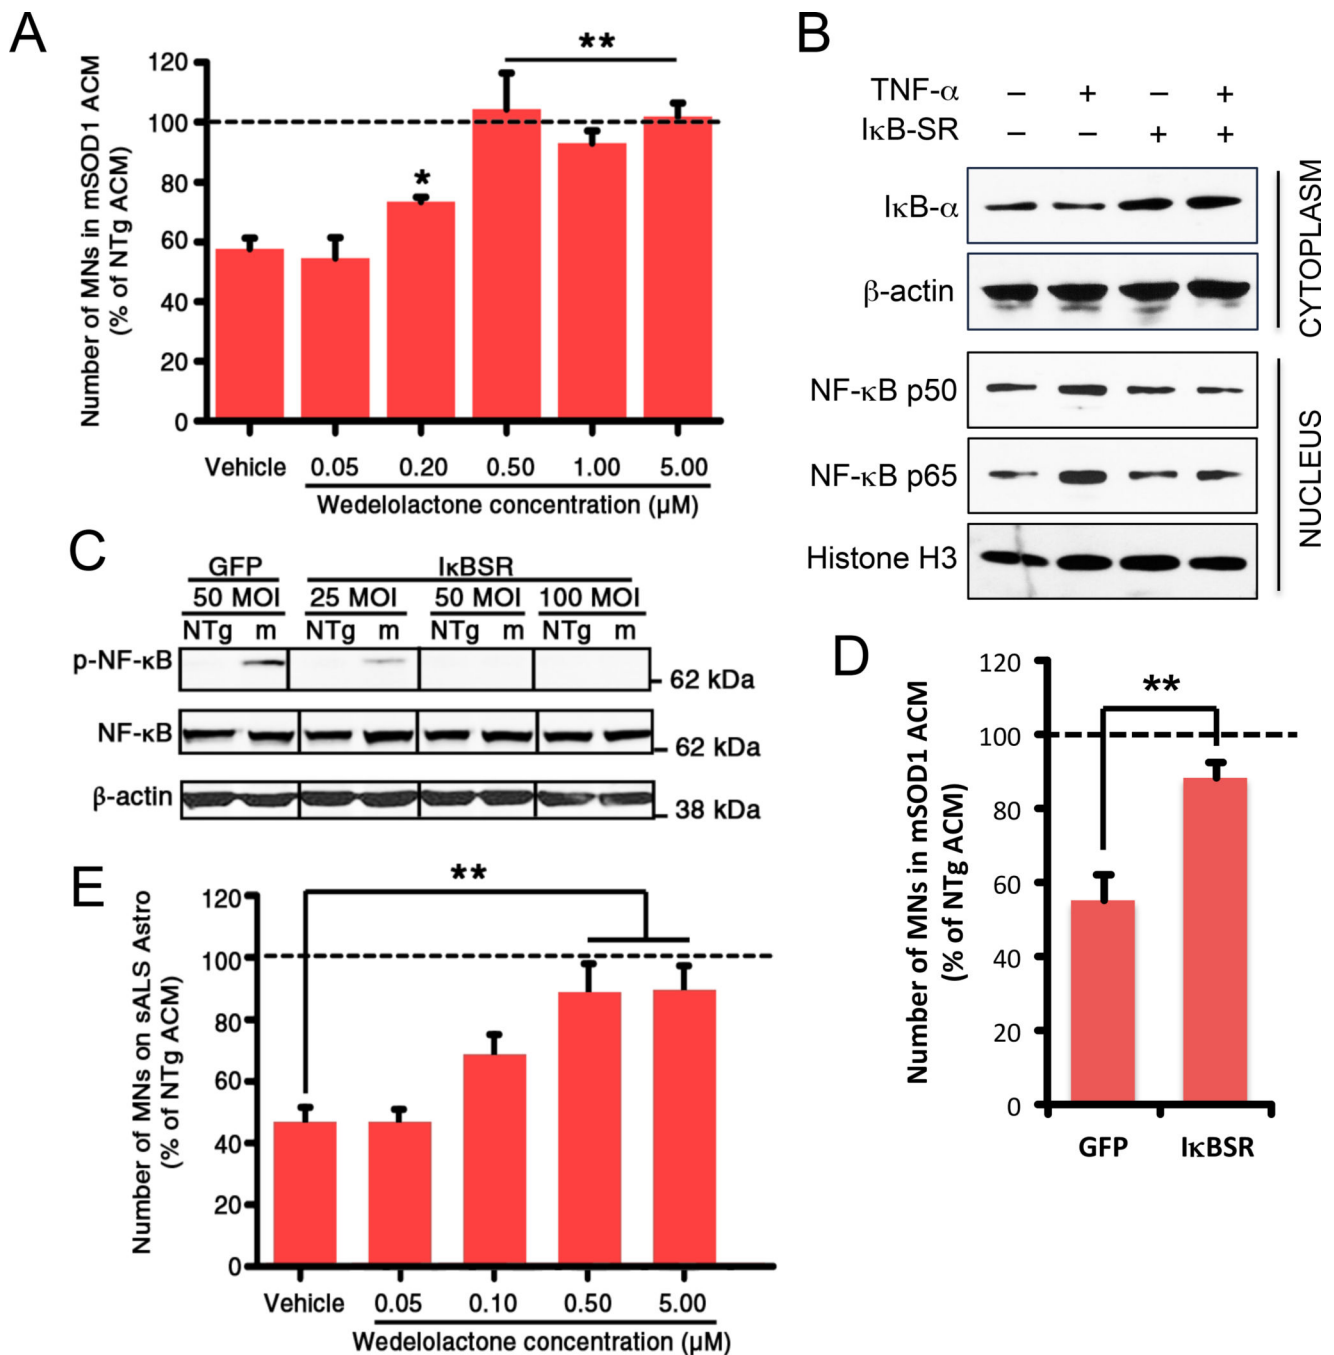 A
Number of MNs in mSOD1 ACM
(% of NTg ACM)
120
100
80
60
40
20
0
**
*
Vehicle 0.05 0.20 0.50 1.00 5.00
Wedelolactone concentration (µM)
B
TNF-α – + – +
IκB-SR – – + +
IκB-α
β-actin
CYTOPLASM
NF-κB p50
NF-κB p65
Histone H3
NUCLEUS
C
GFP IκBSR
50 MOI 25 MOI 50 MOI 100 MOI
NTg m NTg m NTg m NTg m
p-NF-κB 62 kDa
NF-κB 62 kDa
β-actin 38 kDa
D
Number of MNs in mSOD1 ACM
(% of NTg ACM)
120
100
80
60
40
20
0
**
GFP IκBSR
E
Number of MNs on sALS Astro
(% of NTg ACM)
120
100
80
60
40
20
0
**
Vehicle 0.05 0.10 0.50 5.00
Wedelolactone concentration (µM)